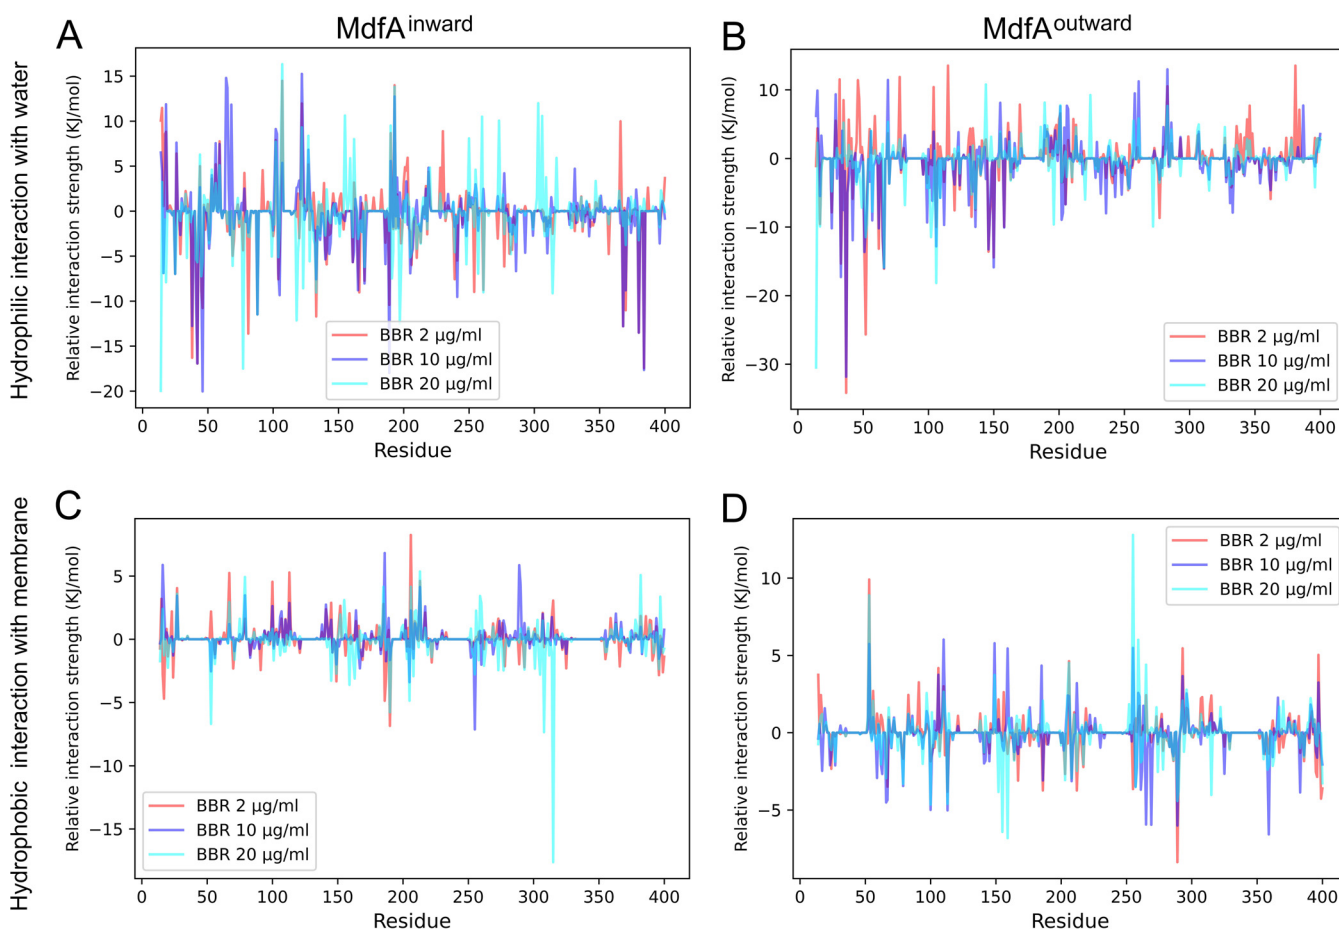 A
MdfA^inward
B
MdfA^outward
Hydrophilic interaction with water
Relative interaction strength (KJ/mol)
15
10
5
0
−5
−10
−15
−20
BBR 2 µg/ml
BBR 10 µg/ml
BBR 20 µg/ml
0 50 100 150 200 250 300 350 400
Residue
Relative interaction strength (KJ/mol)
10
0
−10
−20
−30
BBR 2 µg/ml
BBR 10 µg/ml
BBR 20 µg/ml
0 50 100 150 200 250 300 350 400
Residue
C
D
Hydrophobic interaction with membrane
Relative interaction strength (KJ/mol)
5
0
−5
−10
−15
BBR 2 µg/ml
BBR 10 µg/ml
BBR 20 µg/ml
0 50 100 150 200 250 300 350 400
Residue
Relative interaction strength (KJ/mol)
10
5
0
−5
BBR 2 µg/ml
BBR 10 µg/ml
BBR 20 µg/ml
0 50 100 150 200 250 300 350 400
Residue